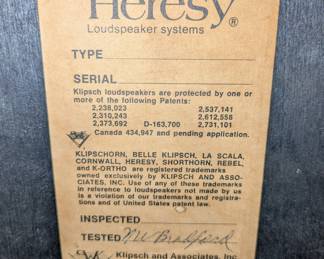 Heresy®
Loudspeaker systems
TYPE
SERIAL
Klipsch loudspeakers are protected by one or
more of the following Patents:
2,238,023 2,537,141
2,310,243 2,612,558
2,373,692 D-163,700 2,731,101
Canada 434,947 and pending application.
KLIPSCHORN, BELLE KLIPSCH, LA SCALA,
CORNWALL, HERESY, SHORTHORN, REBEL,
and K-ORTHO are registered trademarks
owned exclusively by KLIPSCH AND ASSO-
CIATES, INC. Use of any of these trademarks
in reference to loudspeakers not made by us
is a violation of our trademarks and registra-
tions and of United States patent law.
INSPECTED
TESTED Bradford
Klipsch and Associates, Inc